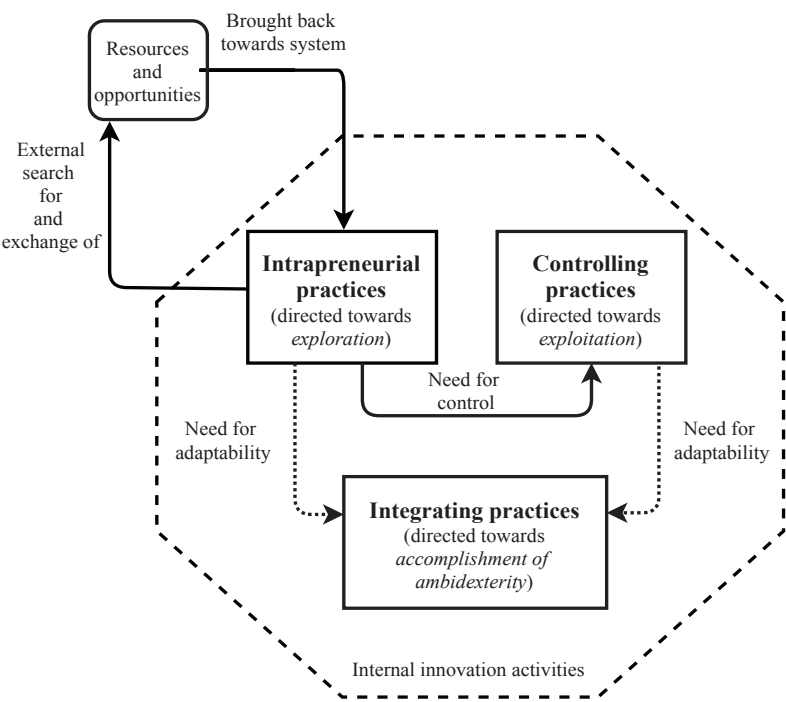 Brought back
towards system
Resources
and
opportunities
External
search
for
and
exchange of
Intrapreneurial
practices
(directed towards
exploration)
Controlling
practices
(directed towards
exploitation)
Need for
control
Need for
adaptability
Need for
adaptability
Integrating practices
(directed towards
accomplishment of
ambidexterity)
Internal innovation activities